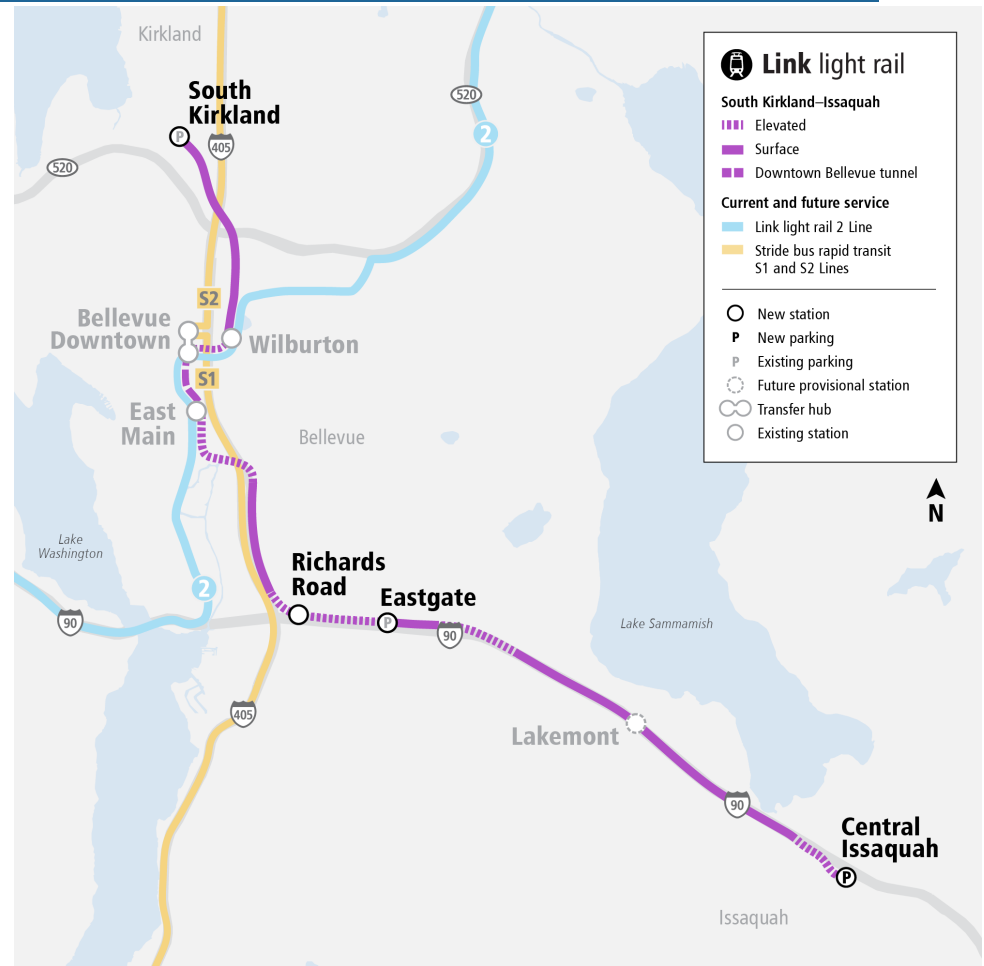 Kirkland
South
Kirkland
P
405
520
520
2
S2
Bellevue
Downtown
Wilburton
S1
East
Main
Bellevue
Lake
Washington
2
90
Richards
Road
Eastgate
P
90
405
Lake Sammamish
Lakemont
90
Central
Issaquah
P
Issaquah
Link light rail
South Kirkland–Issaquah
Elevated
Surface
Downtown Bellevue tunnel
Current and future service
Link light rail 2 Line
Stride bus rapid transit
S1 and S2 Lines
New station
P New parking
P Existing parking
Future provisional station
Transfer hub
Existing station
N